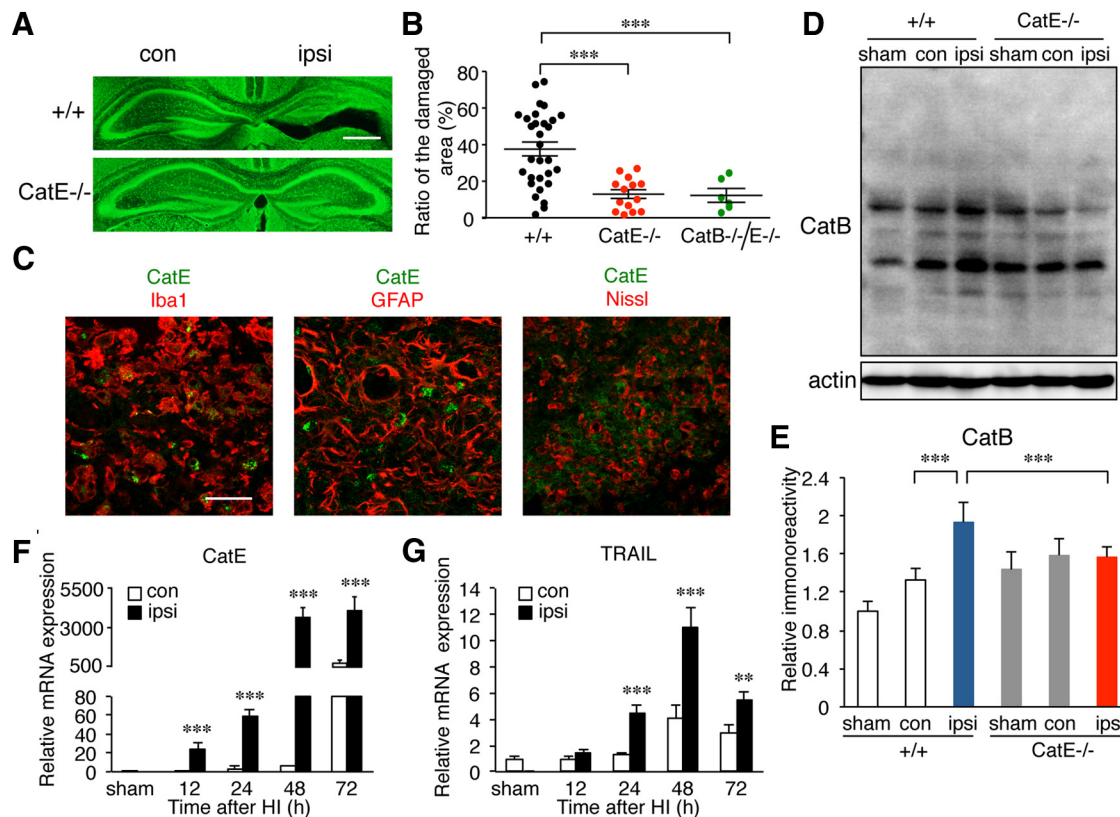 A
con ipsi
+/+
CatE-/-
B
***
***
Ratio of the damaged
area (%)
80
60
40
20
0
+/+ CatE-/- CatB-/-/E-/-
C
CatE CatE CatE
Iba1 GFAP Nissl
D
+/+ CatE-/-
sham con ipsi sham con ipsi
CatB
actin
E
CatB
*** ***
Relative immonoreactivity
2.4
2
1.6
1.2
0.8
0.4
0
sham con ipsi sham con ips
+/+ CatE-/-
F
CatE
Relative mRNA expression
con
ipsi
5500
3000
500
80
60
40
20
0
*** *** *** ***
sham 12 24 48 72
Time after HI (h)
G
TRAIL
Relative mRNA expression
con
ipsi
14
12
10
8
6
4
2
0
*** *** **
sham 12 24 48 72
Time after HI (h)